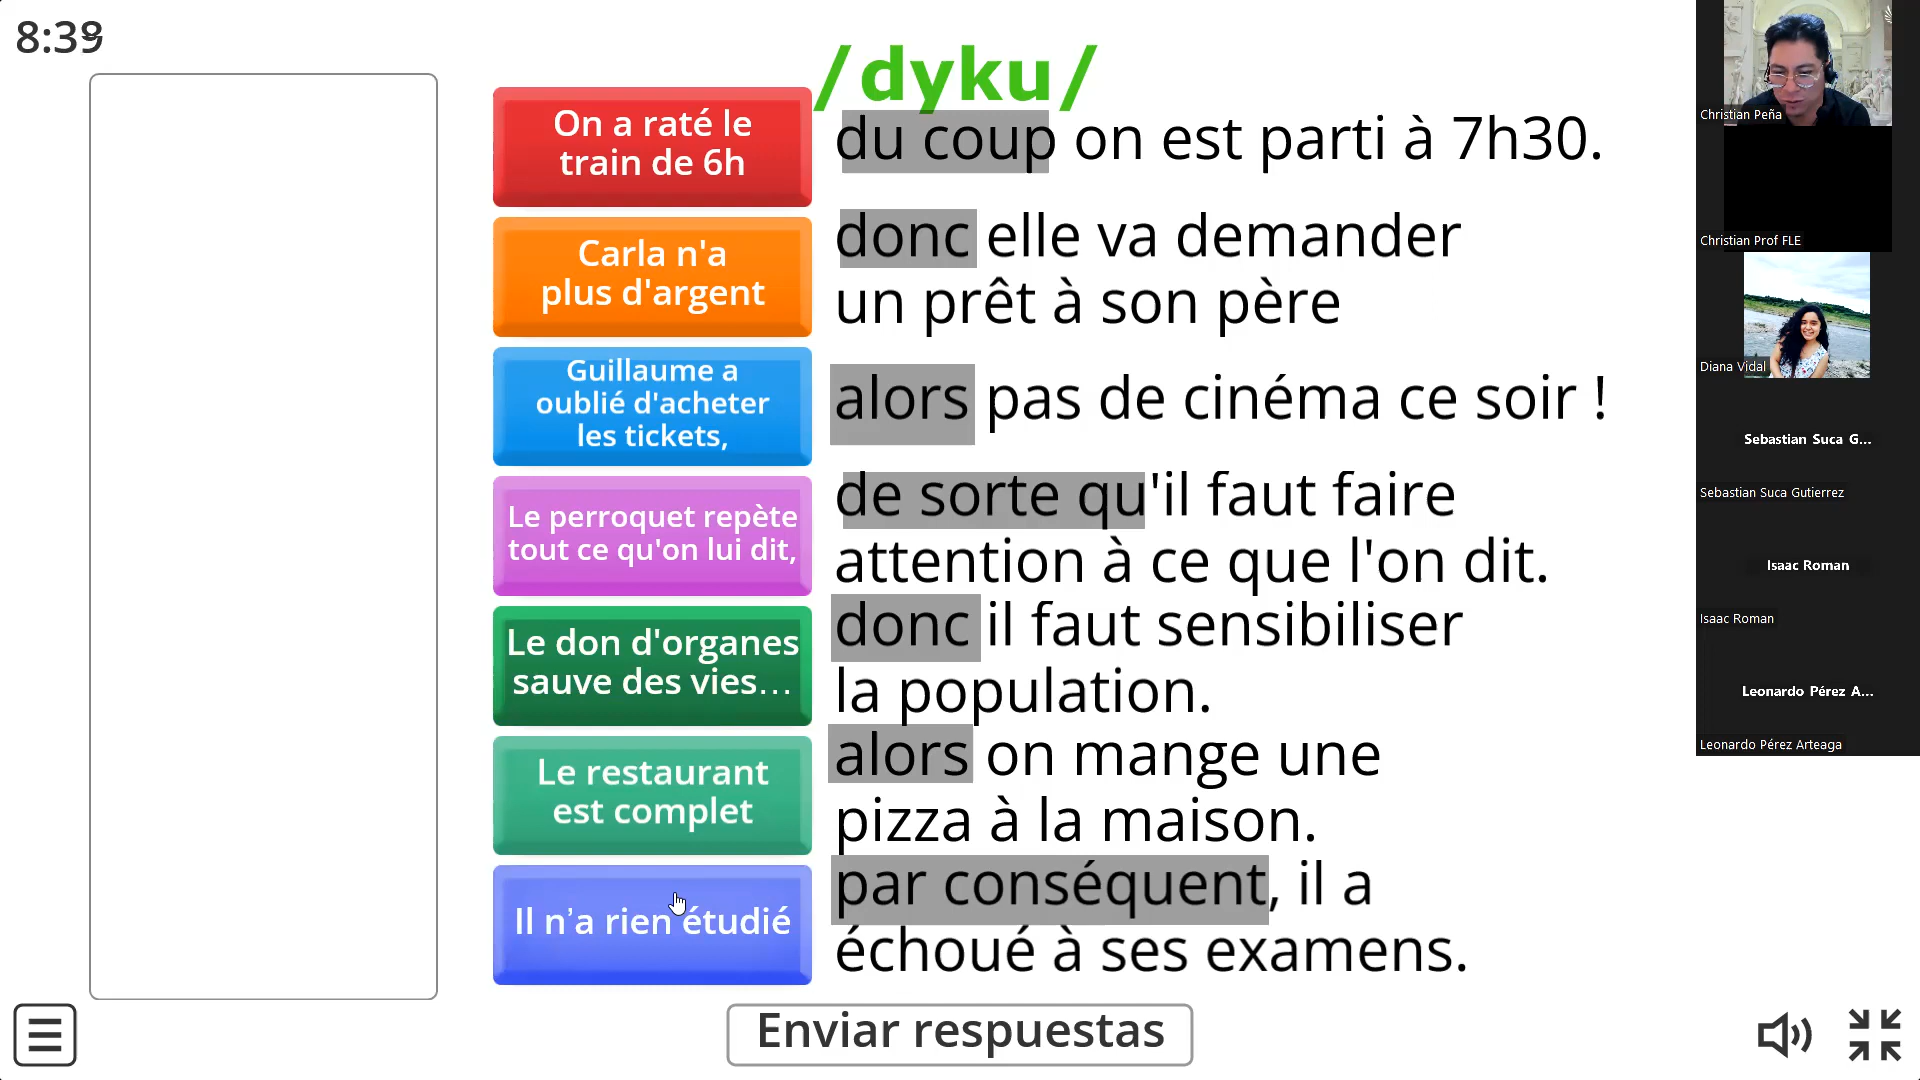 8:39
/dyku/
On a raté le
train de 6h
du coup on est parti à 7h30.
Carla n'a
plus d'argent
donc elle va demander
un prêt à son père
Guillaume a
oublié d'acheter
les tickets,
alors pas de cinéma ce soir !
Le perroquet repète
tout ce qu'on lui dit,
de sorte qu'il faut faire
attention à ce que l'on dit.
Le don d'organes
sauve des vies...
donc il faut sensibiliser
la population.
Le restaurant
est complet
alors on mange une
pizza à la maison.
Il n'a rien étudié
par conséquent, il a
échoué à ses examens.
Enviar respuestas
Christian Peña
Christian Prof FLE
Diana Vidal
Sebastian Suca G...
Sebastian Suca Gutierrez
Isaac Roman
Isaac Roman
Leonardo Pérez A...
Leonardo Pérez Arteaga